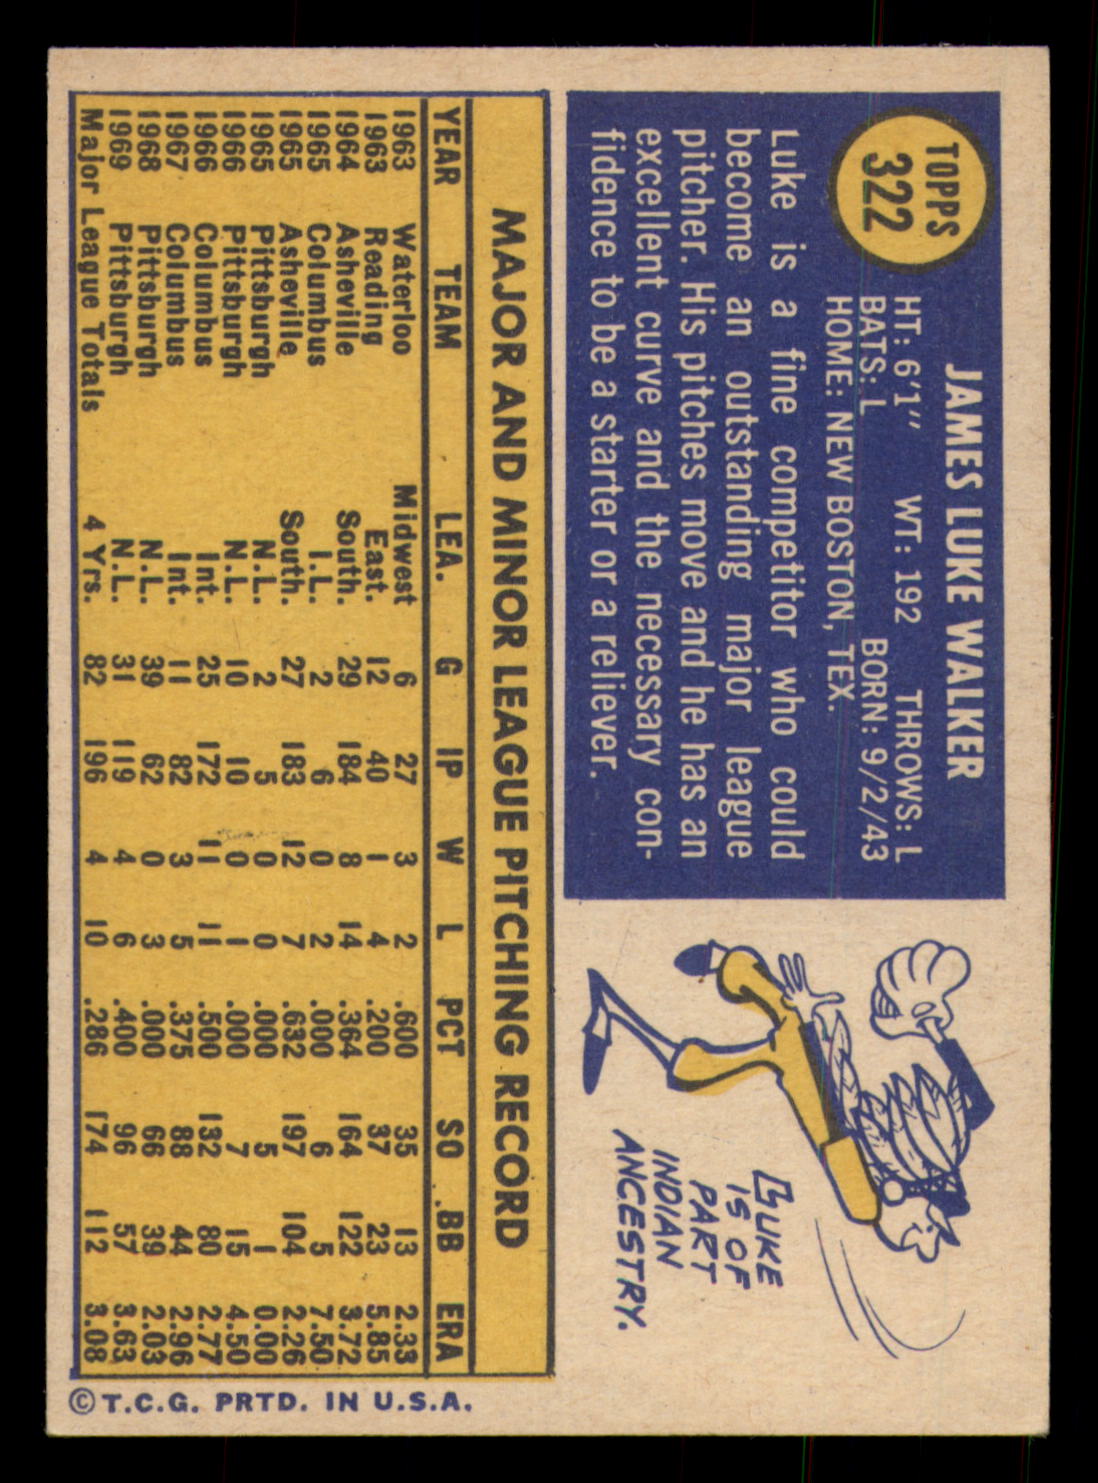 TOPPS
322
JAMES LUKE WALKER
HT: 6'1" WT: 192 THROWS: L
BATS: L BORN: 9/2/43
HOME: NEW BOSTON, TEX.
Luke is a fine competitor who could
become an outstanding major league
pitcher. His pitches move and he has an
excellent curve and the necessary con-
fidence to be a starter or a reliever.
LUKE
IS OF
PART
INDIAN
ANCESTRY.
MAJOR AND MINOR LEAGUE PITCHING RECORD
YEAR TEAM LEA. G IP W L PCT SO BB ERA
1963 Waterloo Midwest 6 27 3 2 .600 35 13 2.33
1963 Reading East. 12 40 1 4 .200 37 23 5.85
1964 Asheville South. 29 184 8 14 .364 164 122 3.72
1965 Columbus I.L. 2 6 0 2 .000 6 5 7.50
1965 Asheville South. 27 183 12 7 .632 197 104 2.26
1965 Pittsburgh N.L. 2 5 0 0 .000 5 1 0.00
1966 Pittsburgh N.L. 10 10 0 1 .000 7 15 4.50
1966 Columbus Int. 25 172 11 11 .500 132 80 2.77
1967 Columbus Int. 11 82 3 5 .375 88 44 2.96
1968 Pittsburgh N.L. 39 62 0 3 .000 66 39 2.03
1969 Pittsburgh N.L. 31 119 4 6 .400 96 57 3.63
Major League Totals 4 Yrs. 82 196 4 10 .286 174 112 3.08
© T.C.G. PRTD. IN U.S.A.